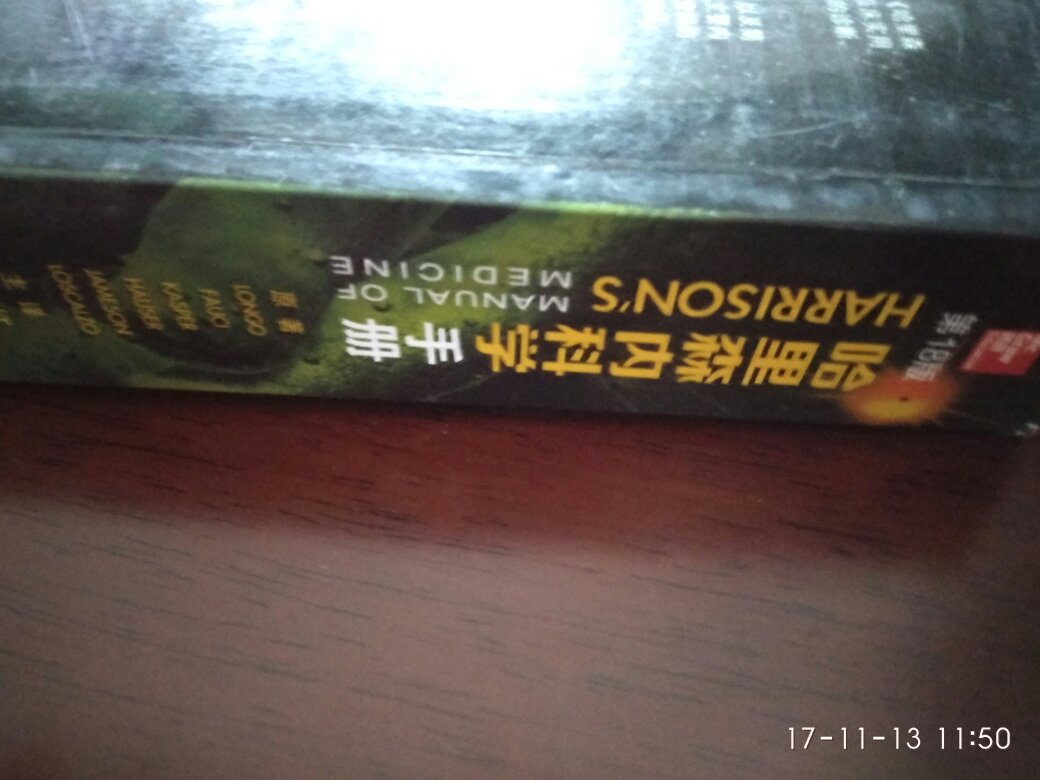 第18版
哈里森内科学手册
HARRISON'S
MANUAL OF
MEDICINE
原著
LONGO
FAUCI
KASPER
HAUSER
JAMESON
LOSCALZO
17-11-13 11:50